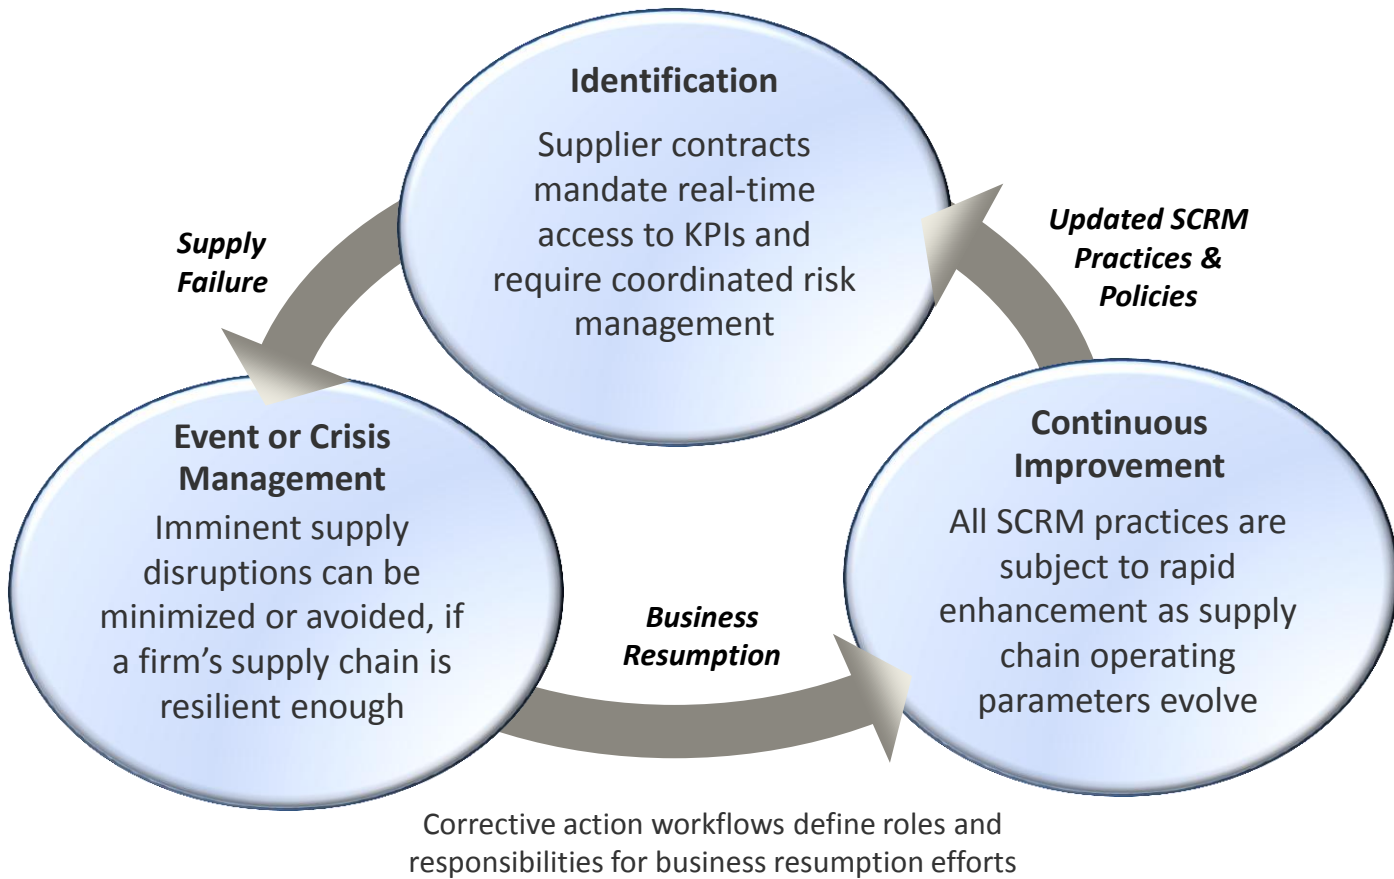 Identification
Supplier contracts
mandate real-time
access to KPIs and
require coordinated risk
management
Supply
Failure
Updated SCRM
Practices &
Policies
Event or Crisis
Management
Imminent supply
disruptions can be
minimized or avoided, if
a firm’s supply chain is
resilient enough
Continuous
Improvement
All SCRM practices are
subject to rapid
enhancement as supply
chain operating
parameters evolve
Business
Resumption
Corrective action workflows define roles and
responsibilities for business resumption efforts